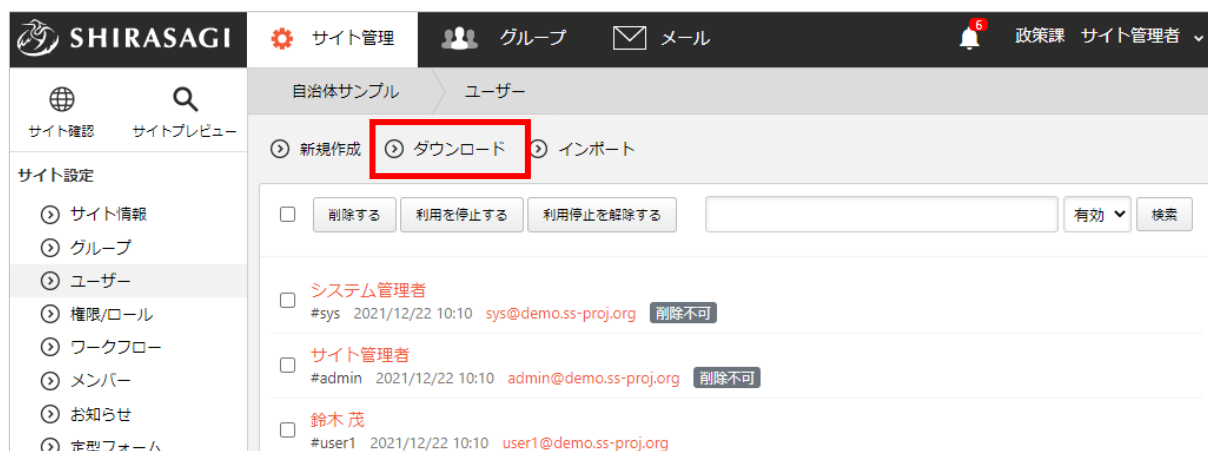 SHIRASAGI サイト管理 グループ メール 6 政策課 サイト管理者
サイト確認 サイトプレビュー
自治体サンプル ユーザー
新規作成 ダウンロード インポート
サイト設定
サイト情報
グループ
ユーザー
権限/ロール
ワークフロー
メンバー
お知らせ
定型フォーム
削除する 利用を停止する 利用停止を解除する 有効 検索
システム管理者
#sys 2021/12/22 10:10 sys@demo.ss-proj.org 削除不可
サイト管理者
#admin 2021/12/22 10:10 admin@demo.ss-proj.org 削除不可
鈴木 茂
#user1 2021/12/22 10:10 user1@demo.ss-proj.org